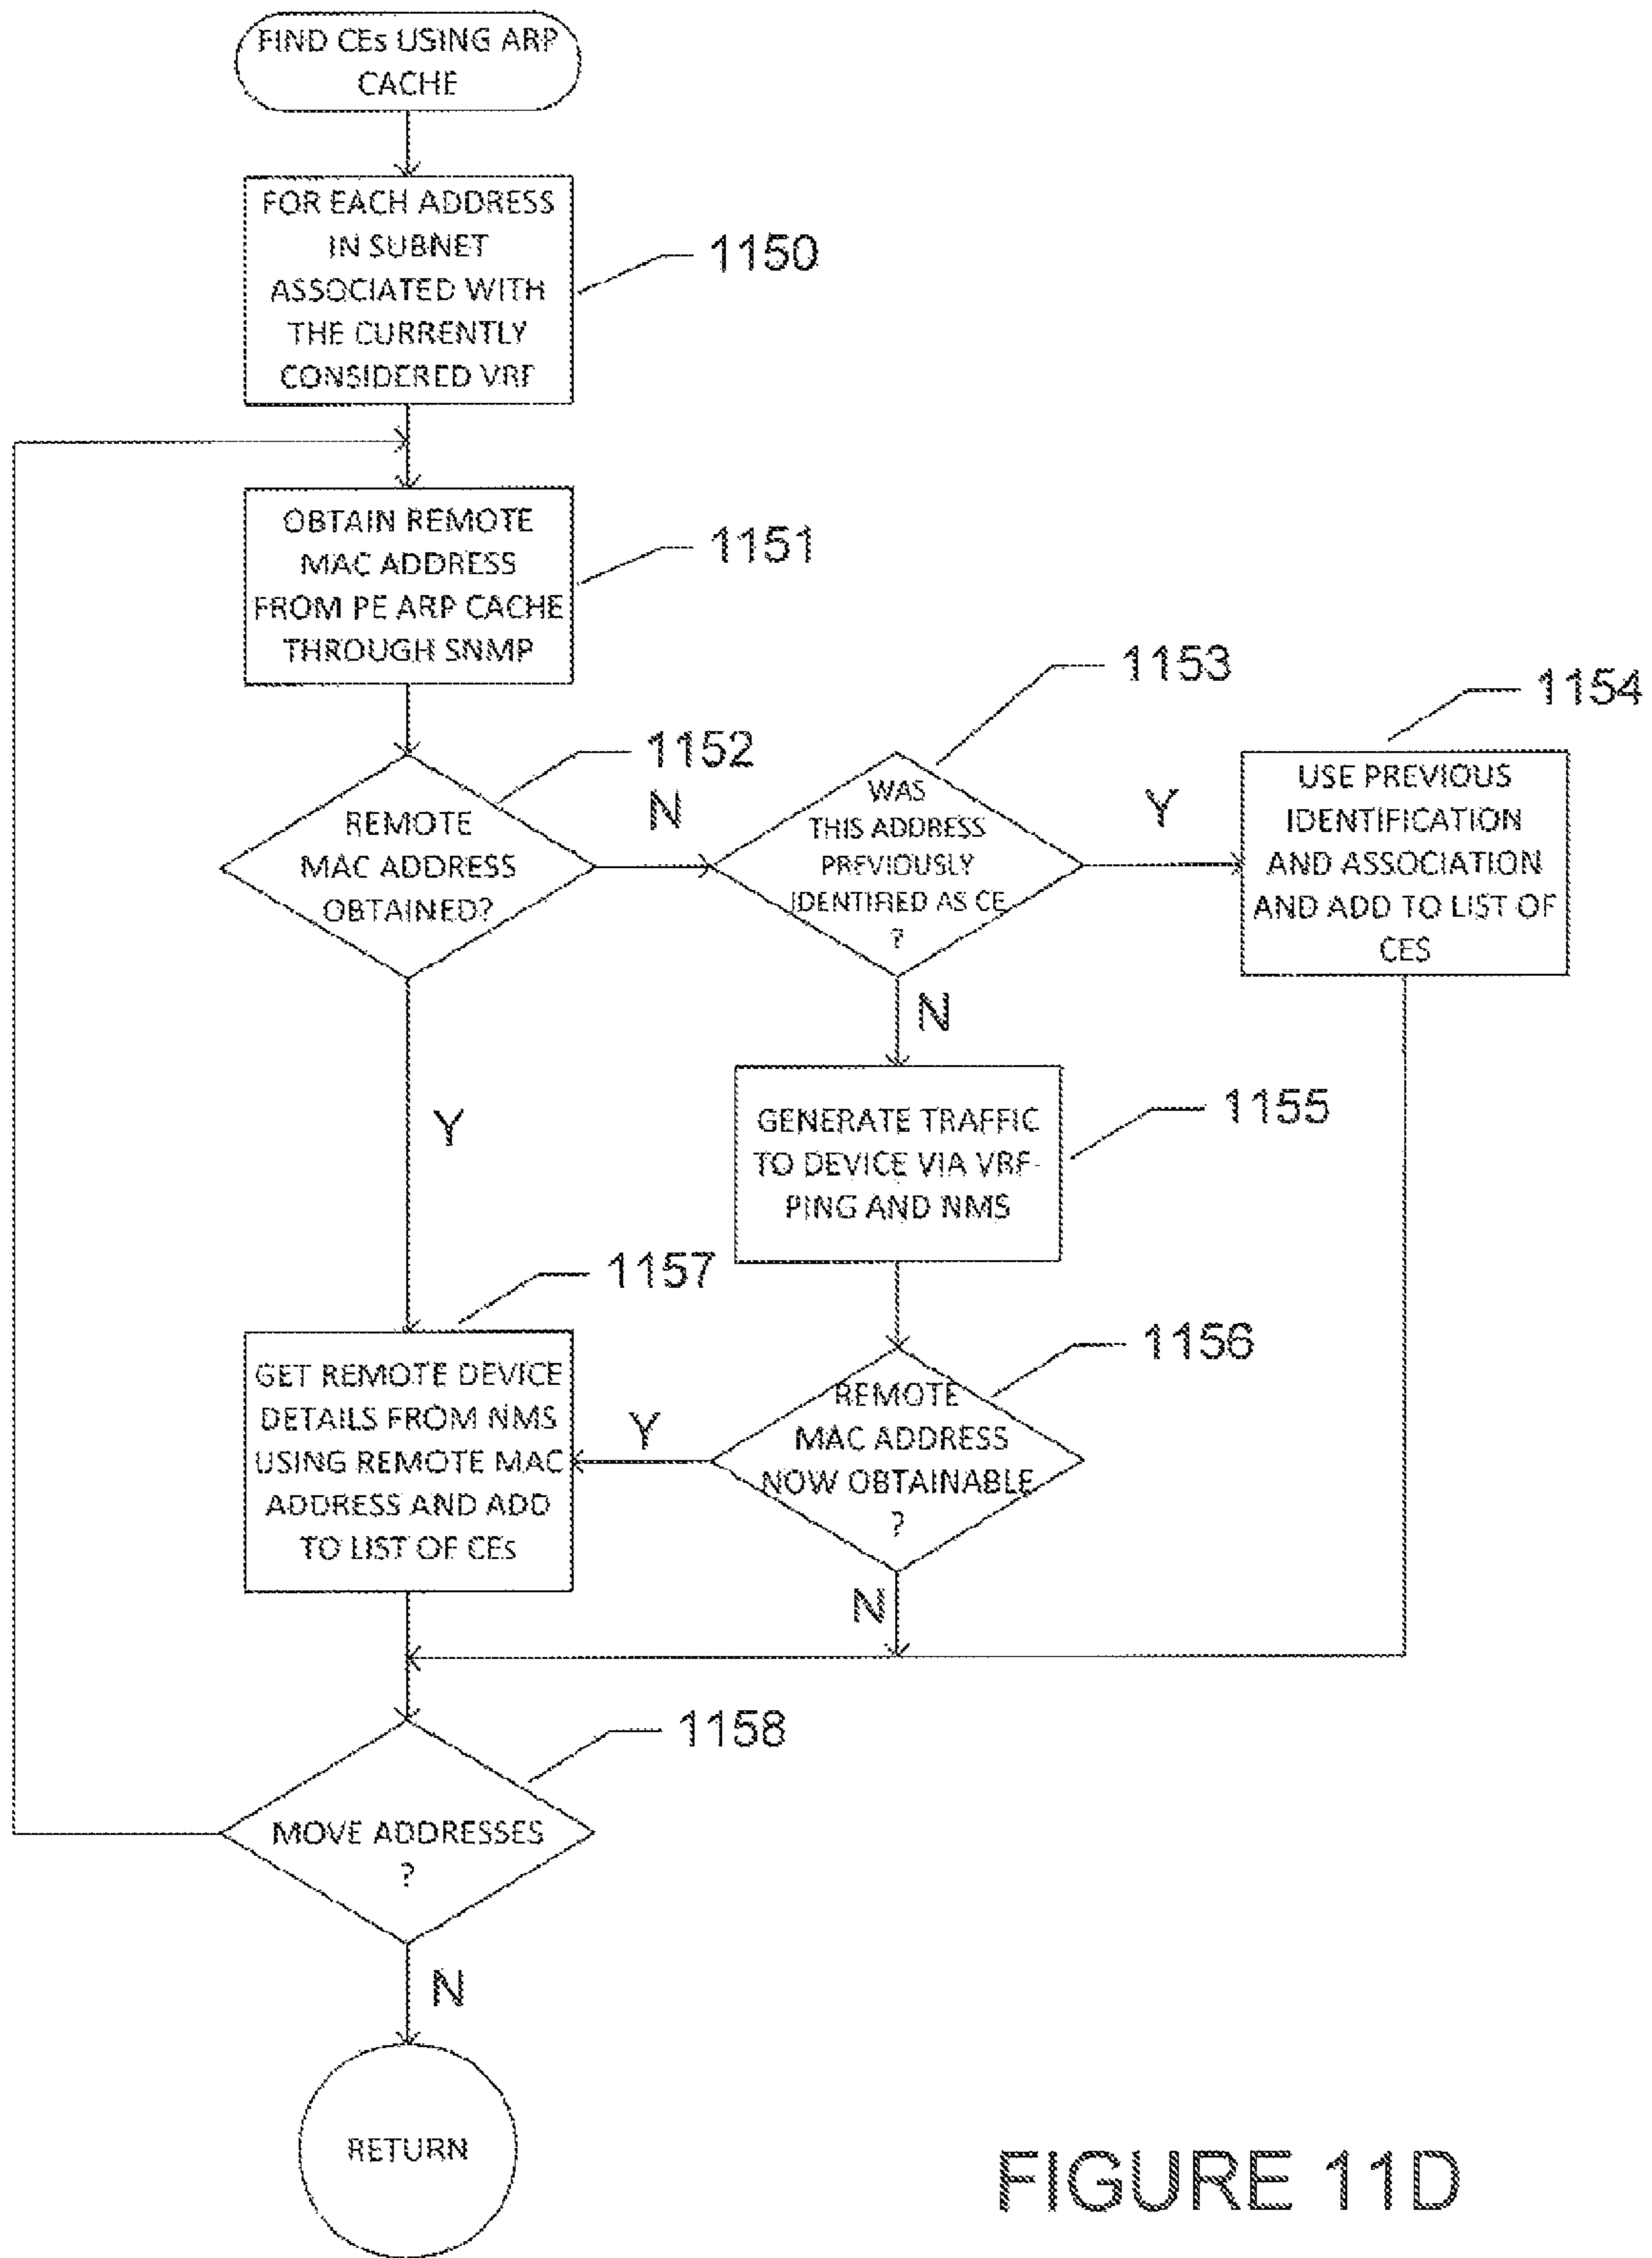 FIND CEs USING ARP
CACHE
FOR EACH ADDRESS
IN SUBNET
ASSOCIATED WITH
THE CURRENTLY
CONSIDERED VRF
1150
OBTAIN REMOTE
MAC ADDRESS
FROM PE ARP CACHE
THROUGH SNMP
1151
REMOTE
MAC ADDRESS
OBTAINED?
1152
N
Y
WAS
THIS ADDRESS
PREVIOUSLY
IDENTIFIED AS CE
?
1153
Y
N
USE PREVIOUS
IDENTIFICATION
AND ASSOCIATION
AND ADD TO LIST OF
CES
1154
GENERATE TRAFFIC
TO DEVICE VIA VRF-
PING AND NMS
1155
REMOTE
MAC ADDRESS
NOW OBTAINABLE
?
1156
Y
N
GET REMOTE DEVICE
DETAILS FROM NMS
USING REMOTE MAC
ADDRESS AND ADD
TO LIST OF CEs
1157
MOVE ADDRESSES
?
1158
N
RETURN
FIGURE 11D